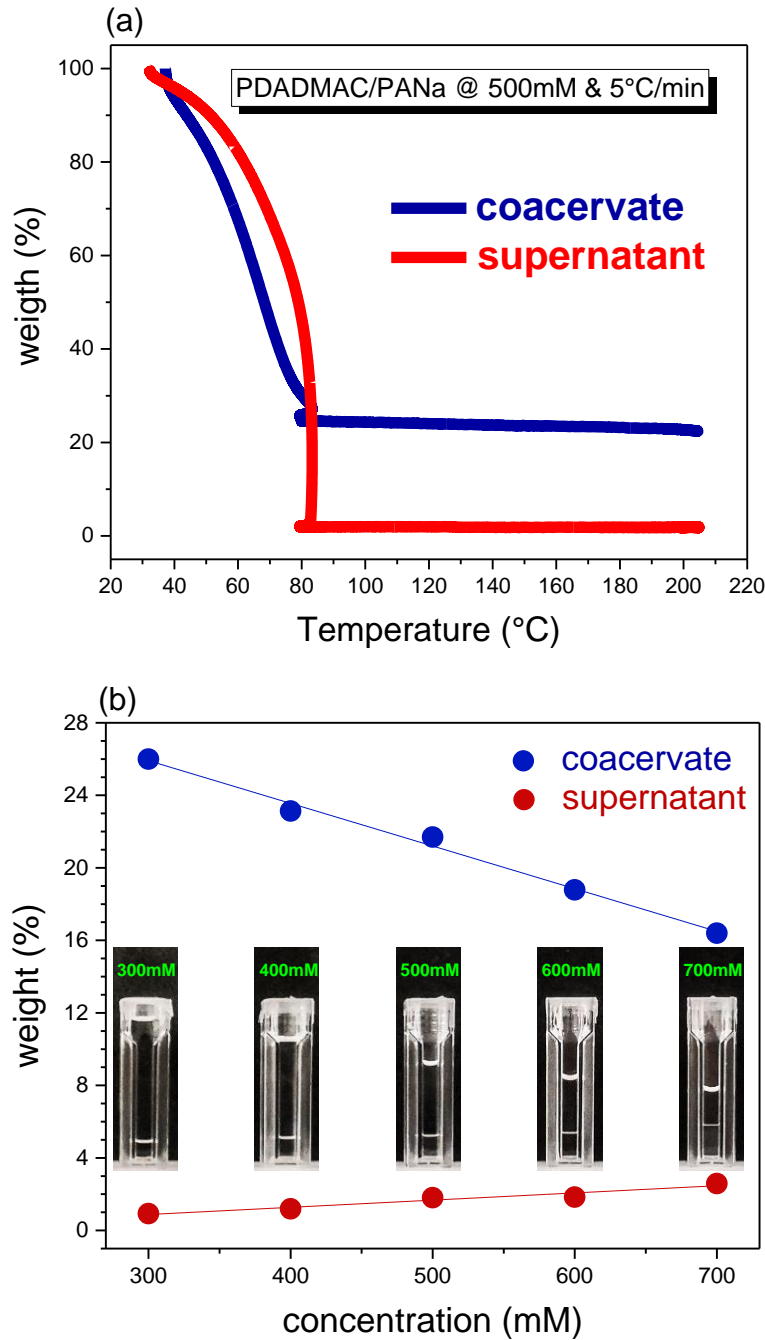 (a)
PDADMAC/PANa @ 500mM & 5°C/min
coacervate
supernatant
weigth (%)
100
80
60
40
20
0
20 40 60 80 100 120 140 160 180 200 220
Temperature (°C)
(b)
coacervate
supernatant
weight (%)
28
24
20
16
12
8
4
0
300mM 400mM 500mM 600mM 700mM
300 400 500 600 700
concentration (mM)